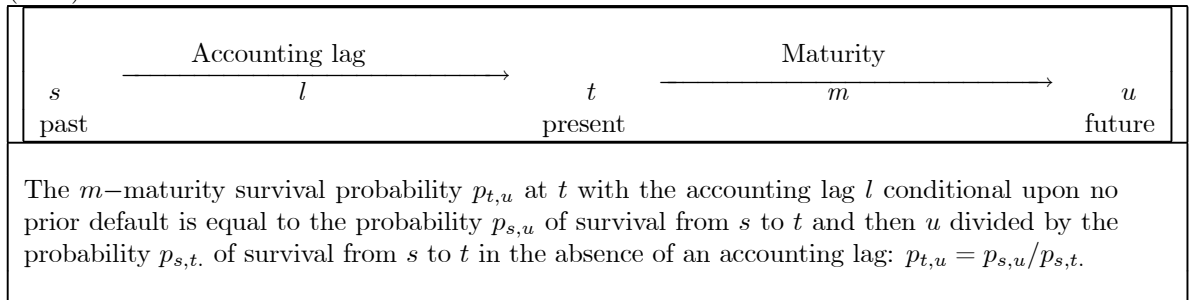 Accounting lag Maturity
s l t m u
past present future
The m−maturity survival probability p_{t,u} at t with the accounting lag l conditional upon no
prior default is equal to the probability p_{s,u} of survival from s to t and then u divided by the
probability p_{s,t.} of survival from s to t in the absence of an accounting lag: p_{t,u} = p_{s,u}/p_{s,t.}